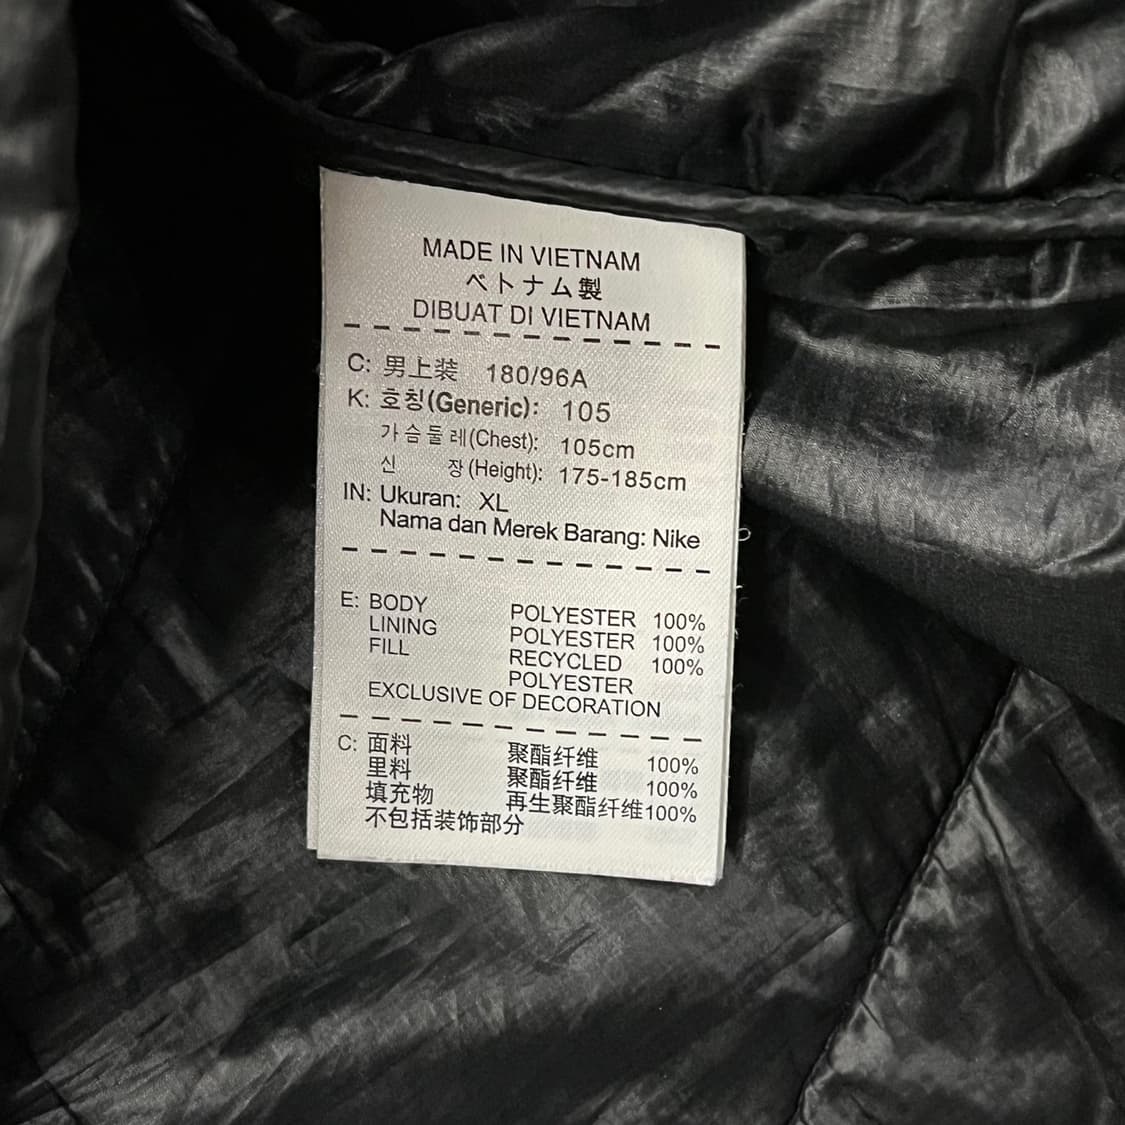 MADE IN VIETNAM
ベトナム製
DIBUAT DI VIETNAM
C: 男上装 180/96A
K: 호칭(Generic): 105
가슴둘레(Chest): 105cm
신 장(Height): 175-185cm
IN: Ukuran: XL
Nama dan Merek Barang: Nike
E: BODY POLYESTER 100%
LINING POLYESTER 100%
FILL RECYCLED 100%
POLYESTER
EXCLUSIVE OF DECORATION
C: 面料 聚酯纤维 100%
里料 聚酯纤维 100%
填充物 再生聚酯纤维100%
不包括装饰部分